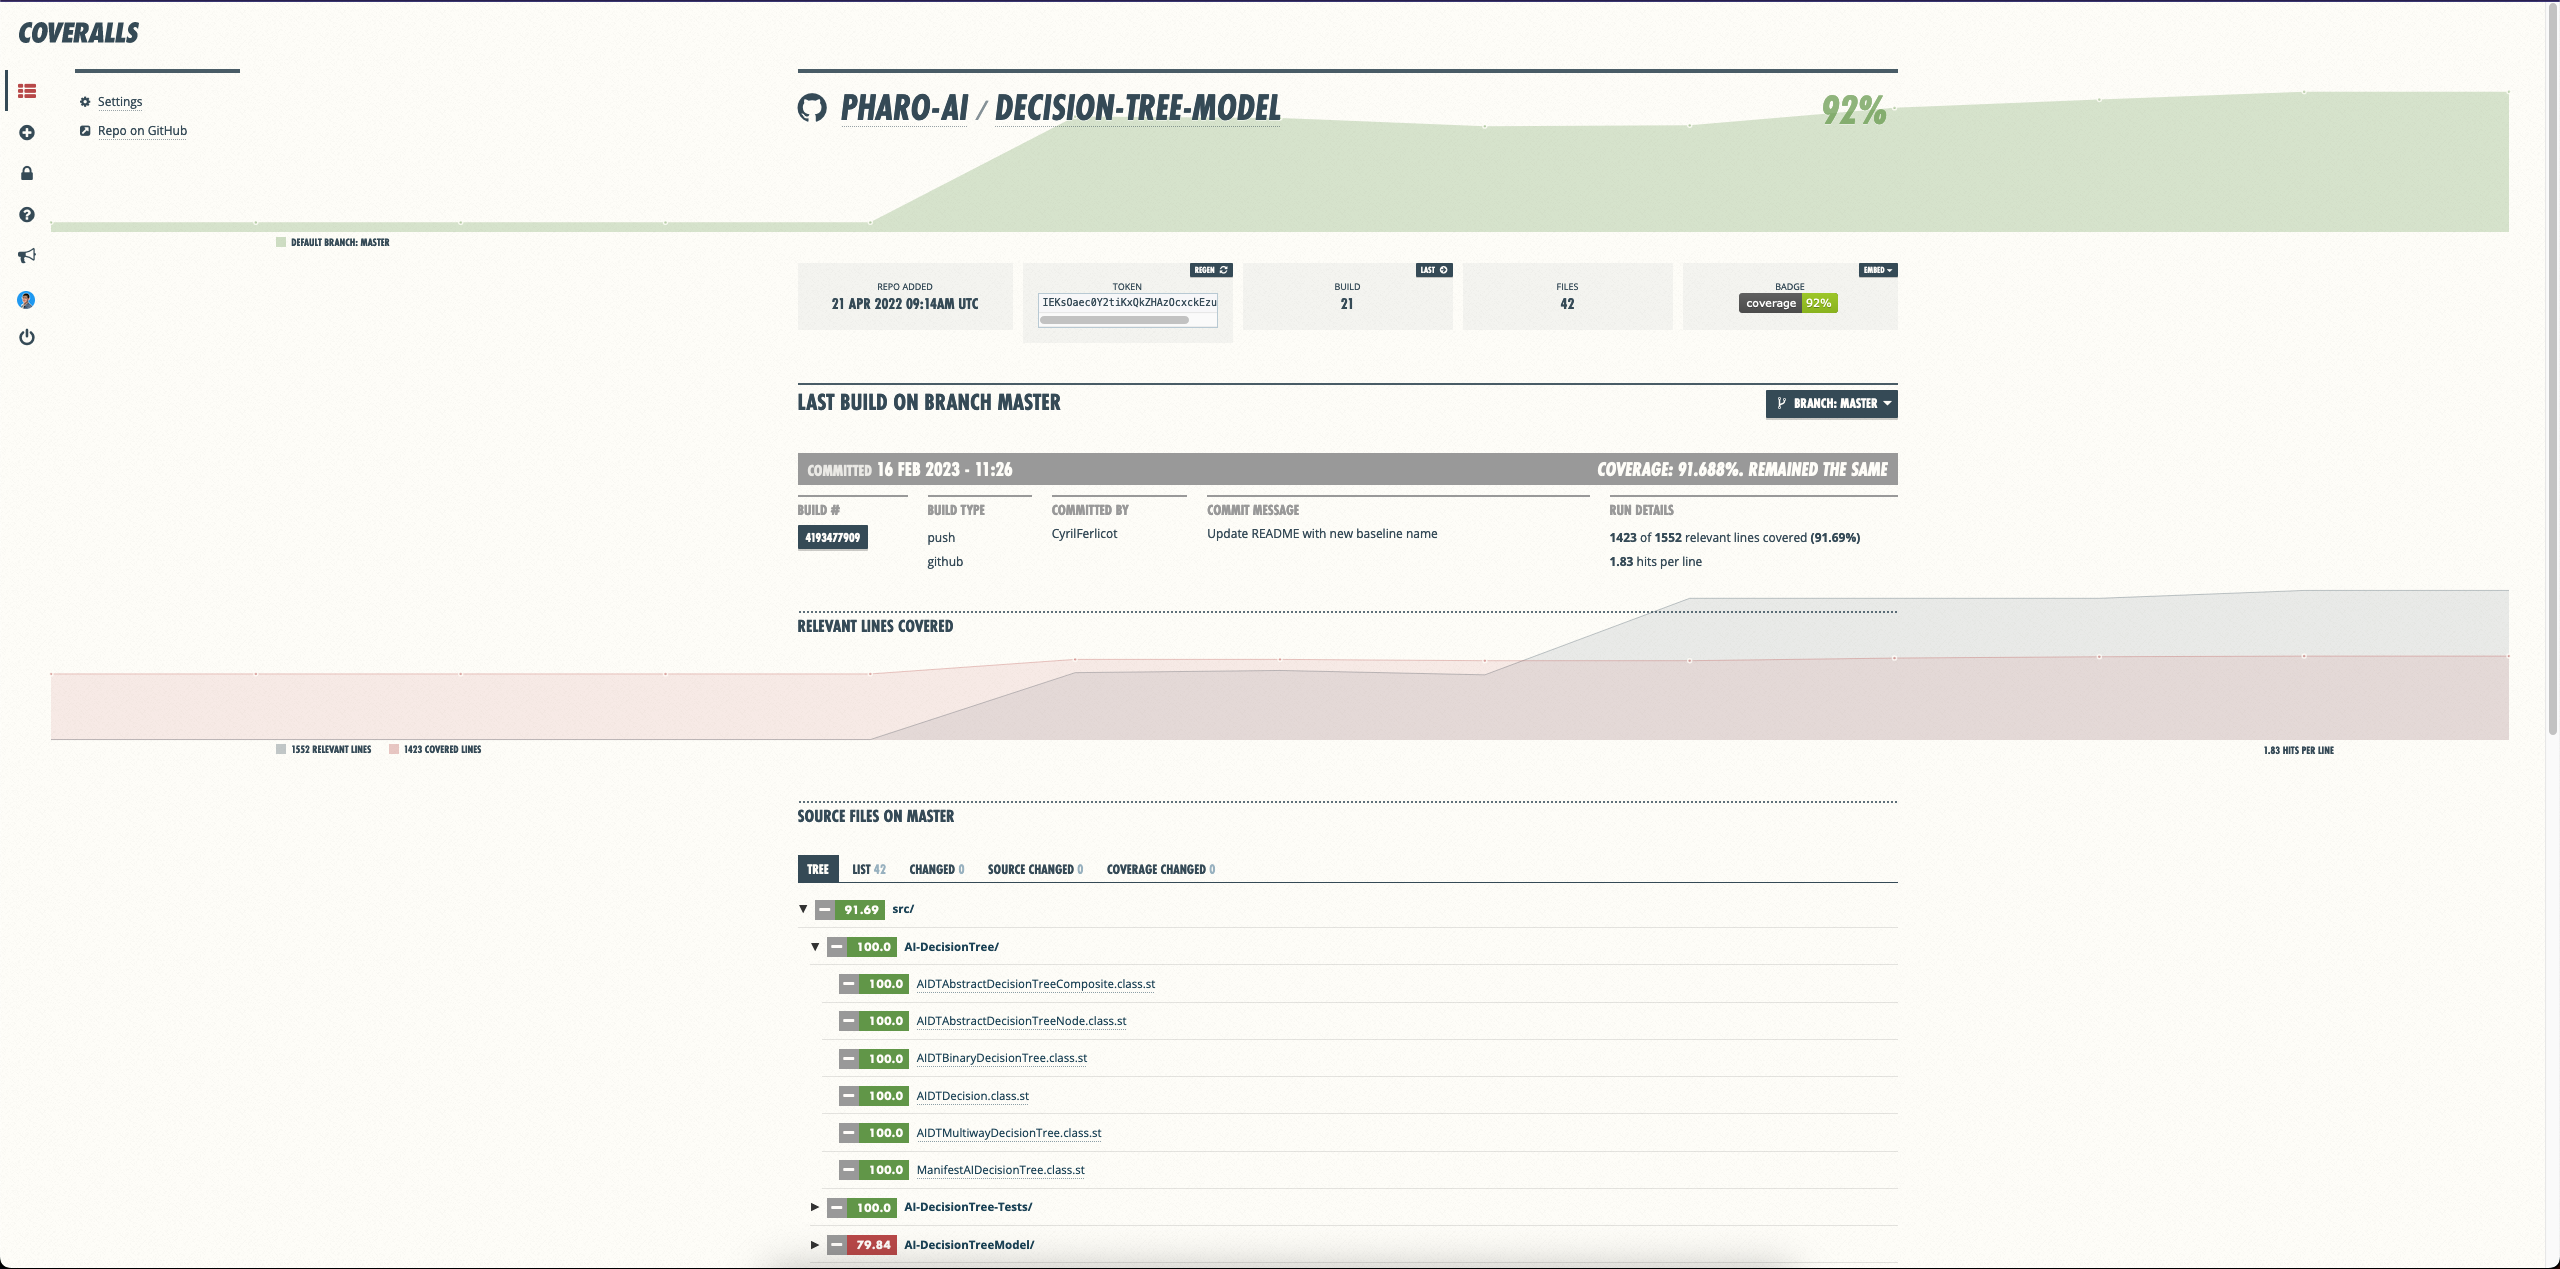 COVERALLS
Settings
Repo on GitHub
PHARO-AI / DECISION-TREE-MODEL
92%
DEFAULT BRANCH: MASTER
REPO ADDED
21 APR 2022 09:14AM UTC
REGEN
TOKEN
IEKsOaec0Y2tiKxQkZHAzOcxckEzu
LAST
BUILD
21
FILES
42
EMBED
BADGE
coverage 92%
LAST BUILD ON BRANCH MASTER
BRANCH: MASTER
COMMITTED 16 FEB 2023 - 11:26
COVERAGE: 91.688%. REMAINED THE SAME
BUILD #
4193477909
BUILD TYPE
push
github
COMMITTED BY
CyrilFerlicot
COMMIT MESSAGE
Update README with new baseline name
RUN DETAILS
1423 of 1552 relevant lines covered (91.69%)
1.83 hits per line
RELEVANT LINES COVERED
1552 RELEVANT LINES
1423 COVERED LINES
1.83 HITS PER LINE
SOURCE FILES ON MASTER
TREE LIST 42 CHANGED 0 SOURCE CHANGED 0 COVERAGE CHANGED 0
91.69 src/
100.0 AI-DecisionTree/
100.0 AIDTAbstractDecisionTreeComposite.class.st
100.0 AIDTAbstractDecisionTreeNode.class.st
100.0 AIDTBinaryDecisionTree.class.st
100.0 AIDTDecision.class.st
100.0 AIDTMultiwayDecisionTree.class.st
100.0 ManifestAIDecisionTree.class.st
100.0 AI-DecisionTree-Tests/
79.84 AI-DecisionTreeModel/